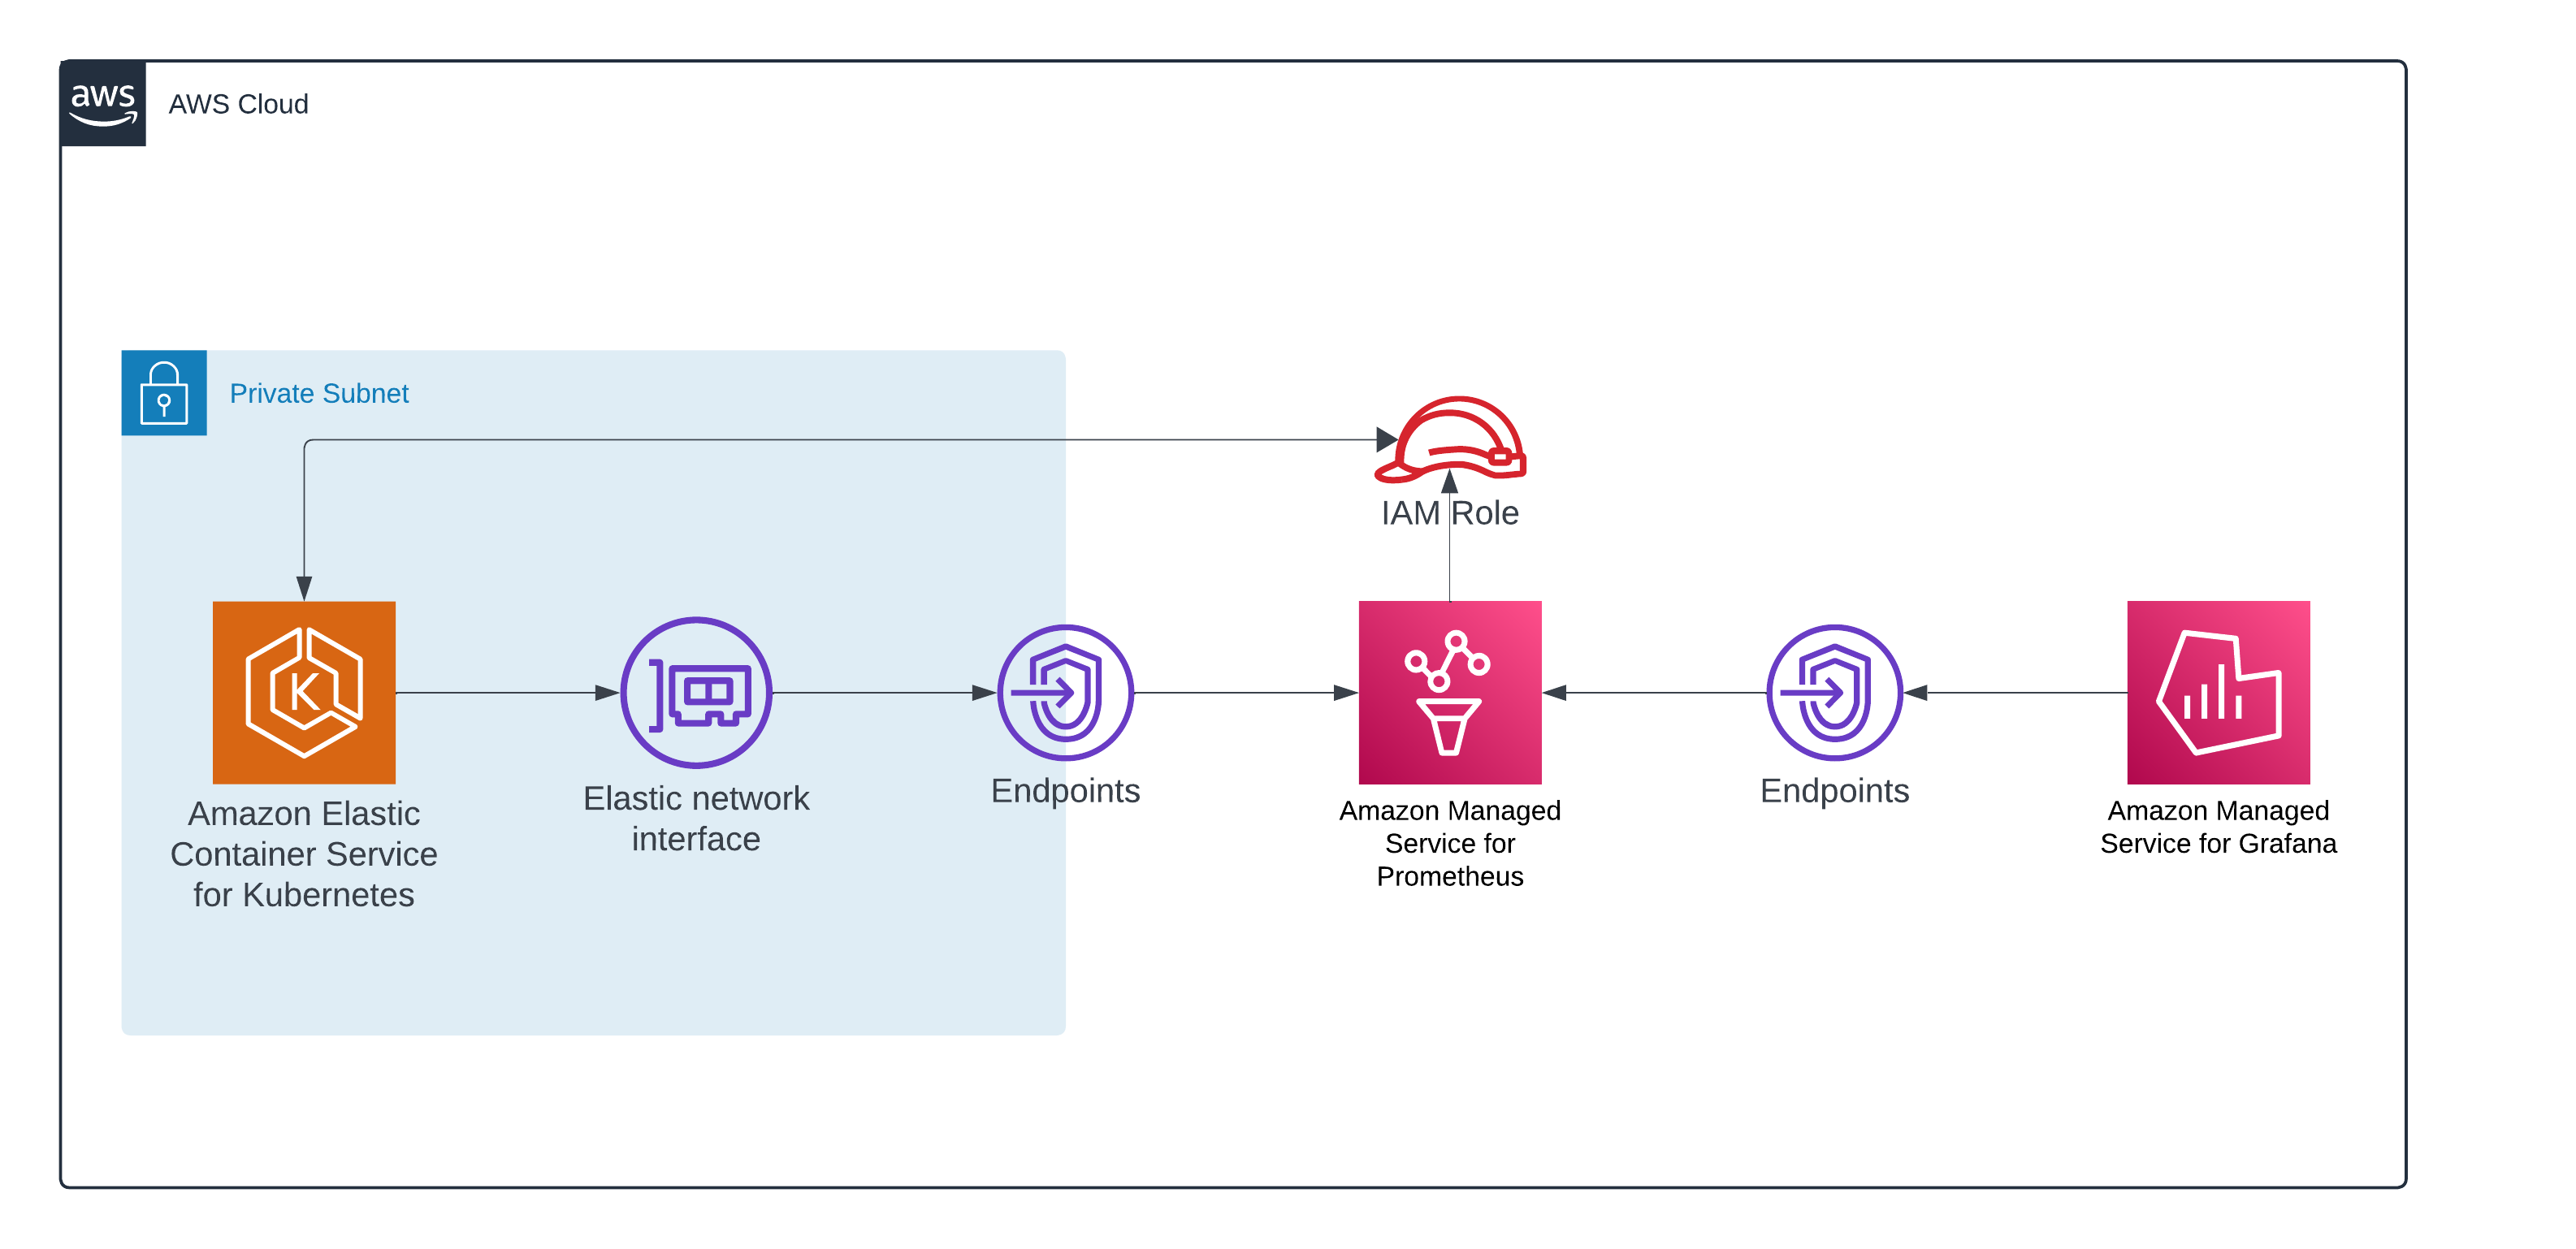 aws
AWS Cloud
Private Subnet
IAM Role
K
Amazon Elastic
Container Service
for Kubernetes
Elastic network
interface
Endpoints
Amazon Managed
Service for
Prometheus
Endpoints
Amazon Managed
Service for Grafana